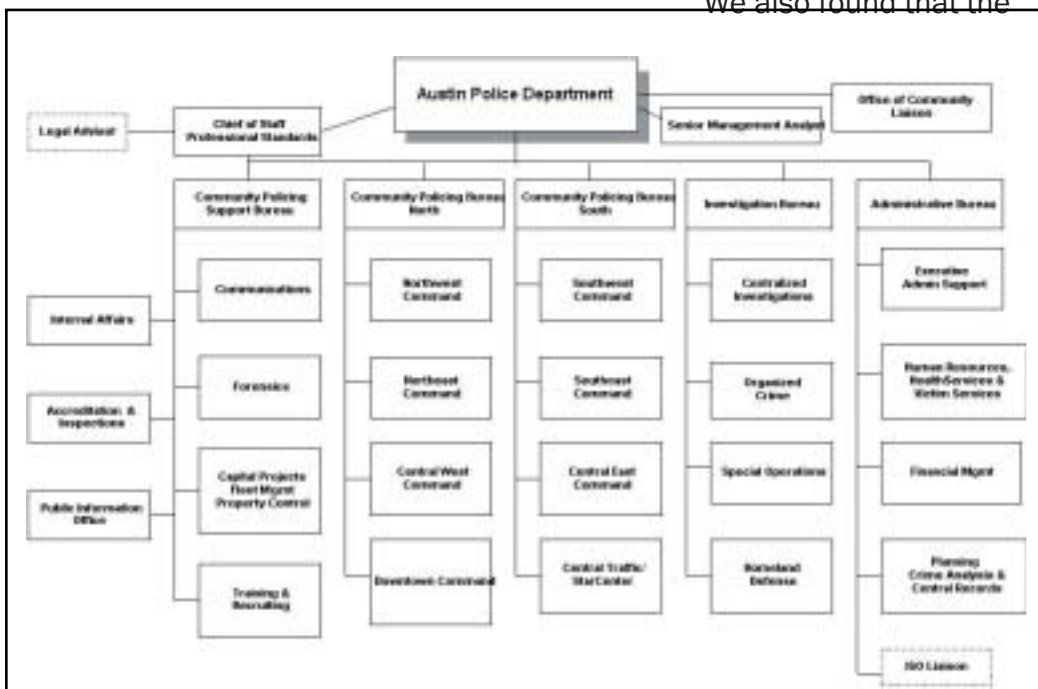 We also found that the
Austin Police Department
Office of Community
Liaison
Legal Advisor
Chief of Staff
Professional Standards
Senior Management Analyst
Community Policing
Support Bureau
Community Policing Bureau
North
Community Policing Bureau
South
Investigation Bureau
Administrative Bureau
Communications
Northwest
Command
Southwest
Command
Centralized
Investigations
Executive
Admin Support
Internal Affairs
Forensics
Northeast
Command
Southeast
Command
Organized
Crime
Human Resources,
HealthServices &
Victim Services
Accreditation &
Inspections
Capital Projects
Fleet Mgmt
Property Control
Central West
Command
Central East
Command
Special Operations
Financial Mgmt
Public Information
Office
Training &
Recruiting
Downtown Command
Central Traffic/
StarCenter
Homeland
Defense
Planning
Crime Analysis &
Central Records
Liaison